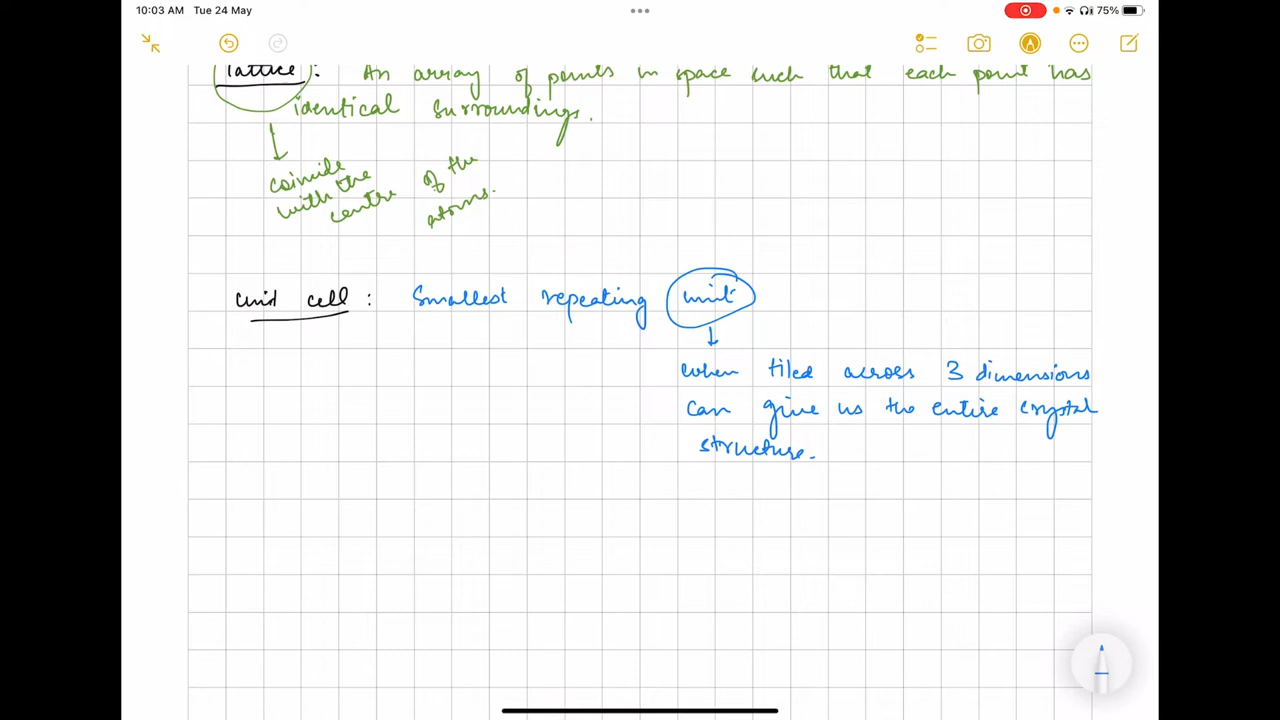 10:03 AM Tue 24 May
75%
lattice : An array of points in space such that each point has
identical surroundings.
coincide
with the
centre of the
atoms.
unit cell : Smallest repeating unit
when tiled across 3 dimensions
can give us the entire crystal
structure.